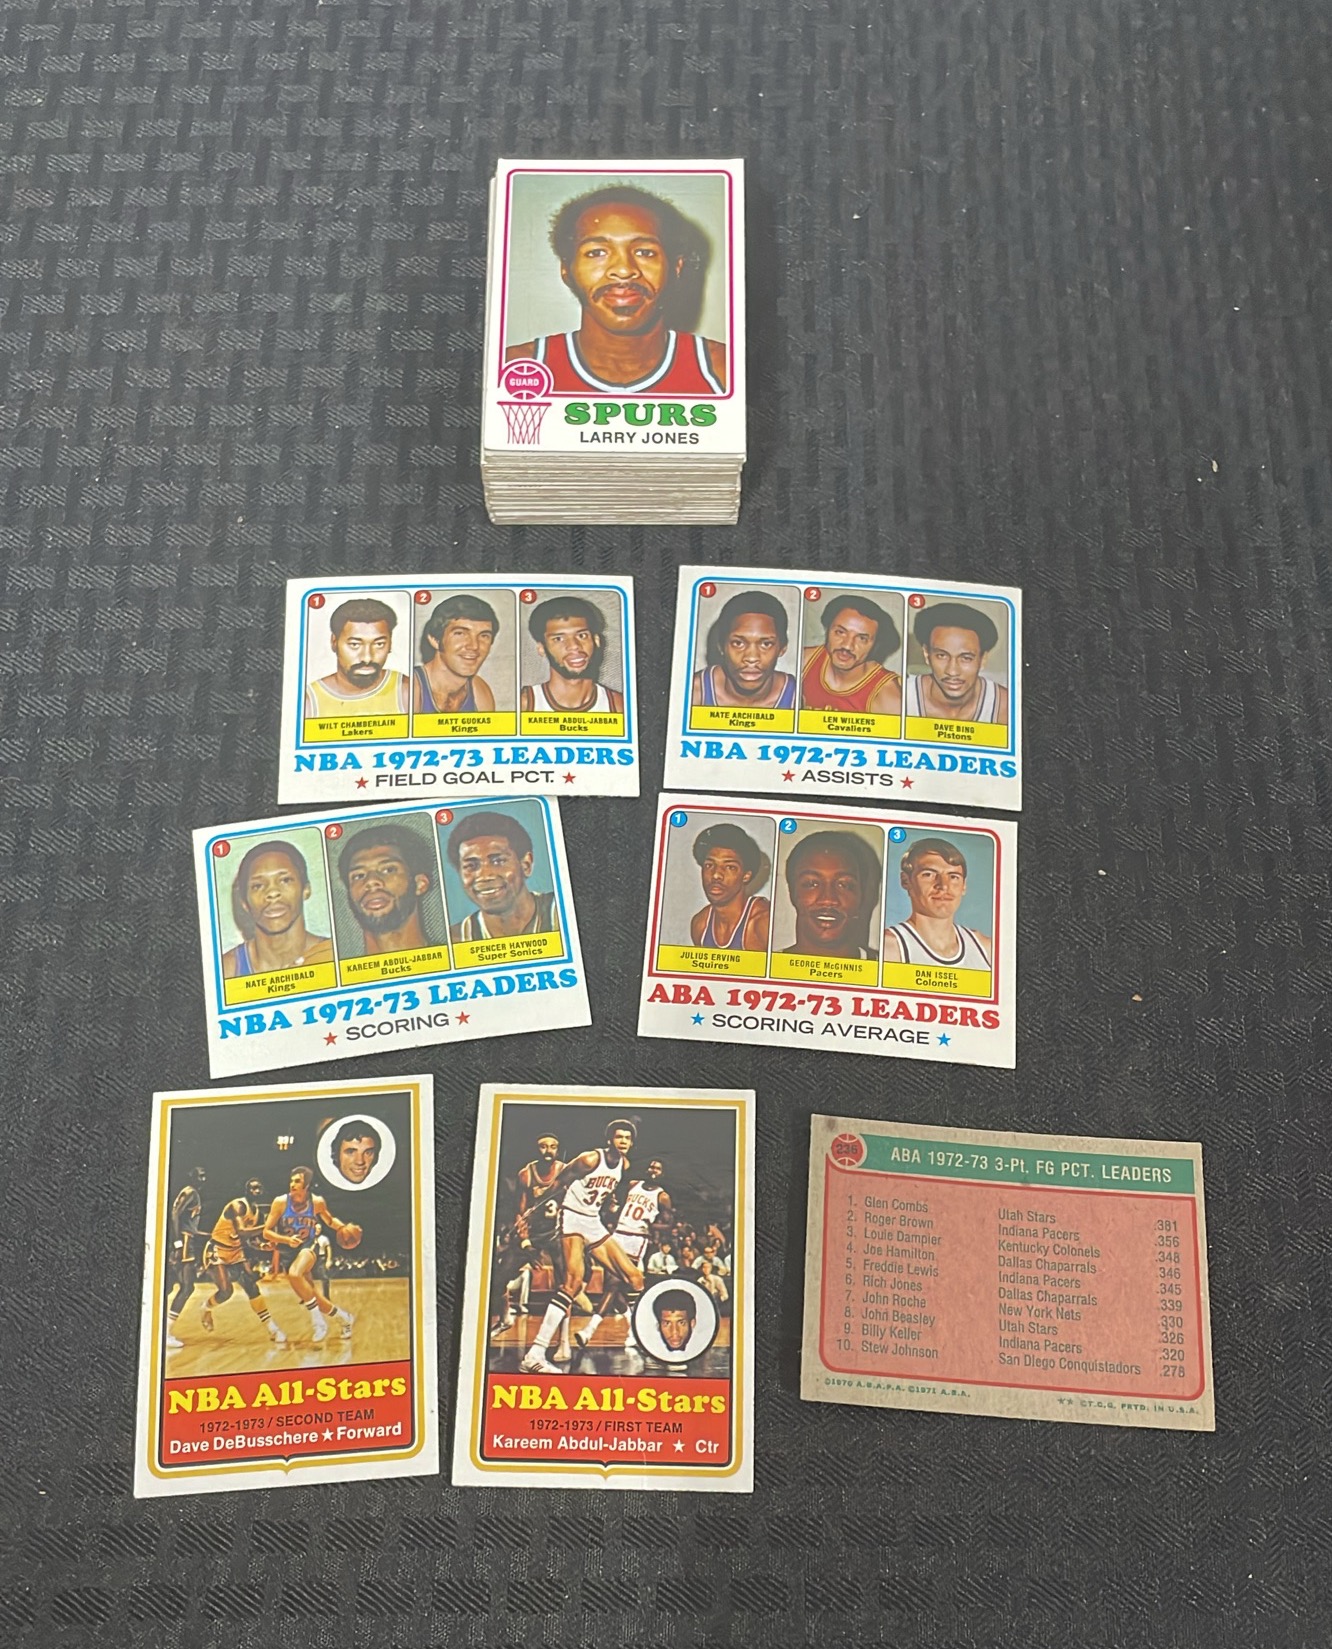 GUARD
SPURS
LARRY JONES
1 2 3
WILT CHAMBERLAIN
Lakers
MATT GUOKAS
Kings
KAREEM ABDUL-JABBAR
Bucks
NBA 1972-73 LEADERS
★ FIELD GOAL PCT. ★
1 2 3
NATE ARCHIBALD
Kings
LEN WILKENS
Cavaliers
DAVE BING
Pistons
NBA 1972-73 LEADERS
★ ASSISTS ★
1 2 3
NATE ARCHIBALD
Kings
KAREEM ABDUL-JABBAR
Bucks
SPENCER HAYWOOD
Super Sonics
NBA 1972-73 LEADERS
★ SCORING ★
1 2 3
JULIUS ERVING
Squires
GEORGE McGINNIS
Pacers
DAN ISSEL
Colonels
ABA 1972-73 LEADERS
★ SCORING AVERAGE ★
NBA All-Stars
1972-1973 / SECOND TEAM
Dave DeBusschere ★ Forward
BUCKS
33
BUCKS
10
NBA All-Stars
1972-1973 / FIRST TEAM
Kareem Abdul-Jabbar ★ Ctr
236
ABA 1972-73 3-Pt. FG PCT. LEADERS
1. Glen Combs Utah Stars .381
2. Roger Brown Indiana Pacers .356
3. Louie Dampier Kentucky Colonels .348
4. Joe Hamilton Dallas Chaparrals .346
5. Freddie Lewis Indiana Pacers .345
6. Rich Jones Dallas Chaparrals .339
7. John Roche New York Nets .330
8. John Beasley Utah Stars .326
9. Billy Keller Indiana Pacers .320
10. Stew Johnson San Diego Conquistadors .278
©1970 A.B.A.P.A. ©1971 A.B.A.
★★ ©T.C.G. PRTD. IN U.S.A.